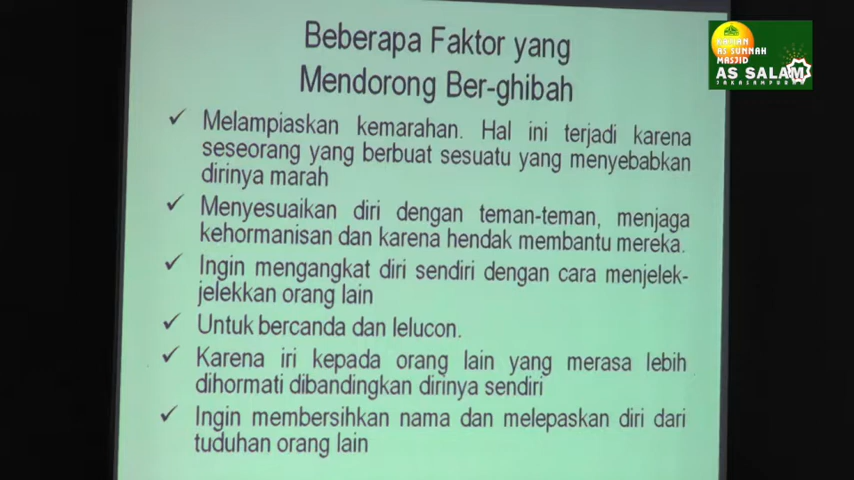 Beberapa Faktor yang
Mendorong Ber-ghibah
✓ Melampiaskan kemarahan. Hal ini terjadi karena
seseorang yang berbuat sesuatu yang menyebabkan
dirinya marah
✓ Menyesuaikan diri dengan teman-teman, menjaga
kehormanisan dan karena hendak membantu mereka.
✓ Ingin mengangkat diri sendiri dengan cara menjelek-
jelekkan orang lain
✓ Untuk bercanda dan lelucon.
✓ Karena iri kepada orang lain yang merasa lebih
dihormati dibandingkan dirinya sendiri
✓ Ingin membersihkan nama dan melepaskan diri dari
tuduhan orang lain
AS SUNNAH
MASJID
AS SALAM